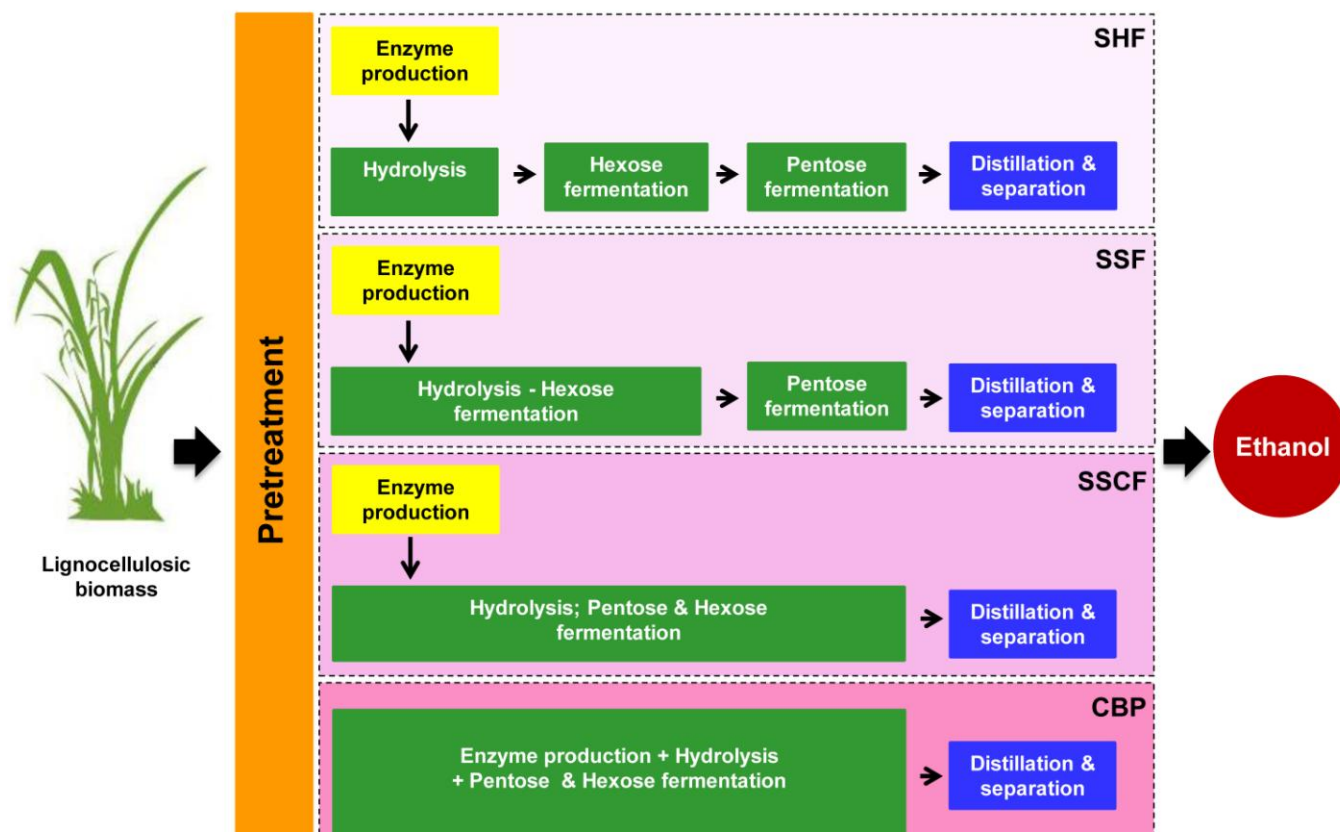 Lignocellulosic
biomass
Pretreatment
SHF
Enzyme
production
Hydrolysis
Hexose
fermentation
Pentose
fermentation
Distillation &
separation
SSF
Enzyme
production
Hydrolysis - Hexose
fermentation
Pentose
fermentation
Distillation &
separation
SSCF
Enzyme
production
Hydrolysis; Pentose & Hexose
fermentation
Distillation &
separation
CBP
Enzyme production + Hydrolysis
+ Pentose & Hexose fermentation
Distillation &
separation
Ethanol